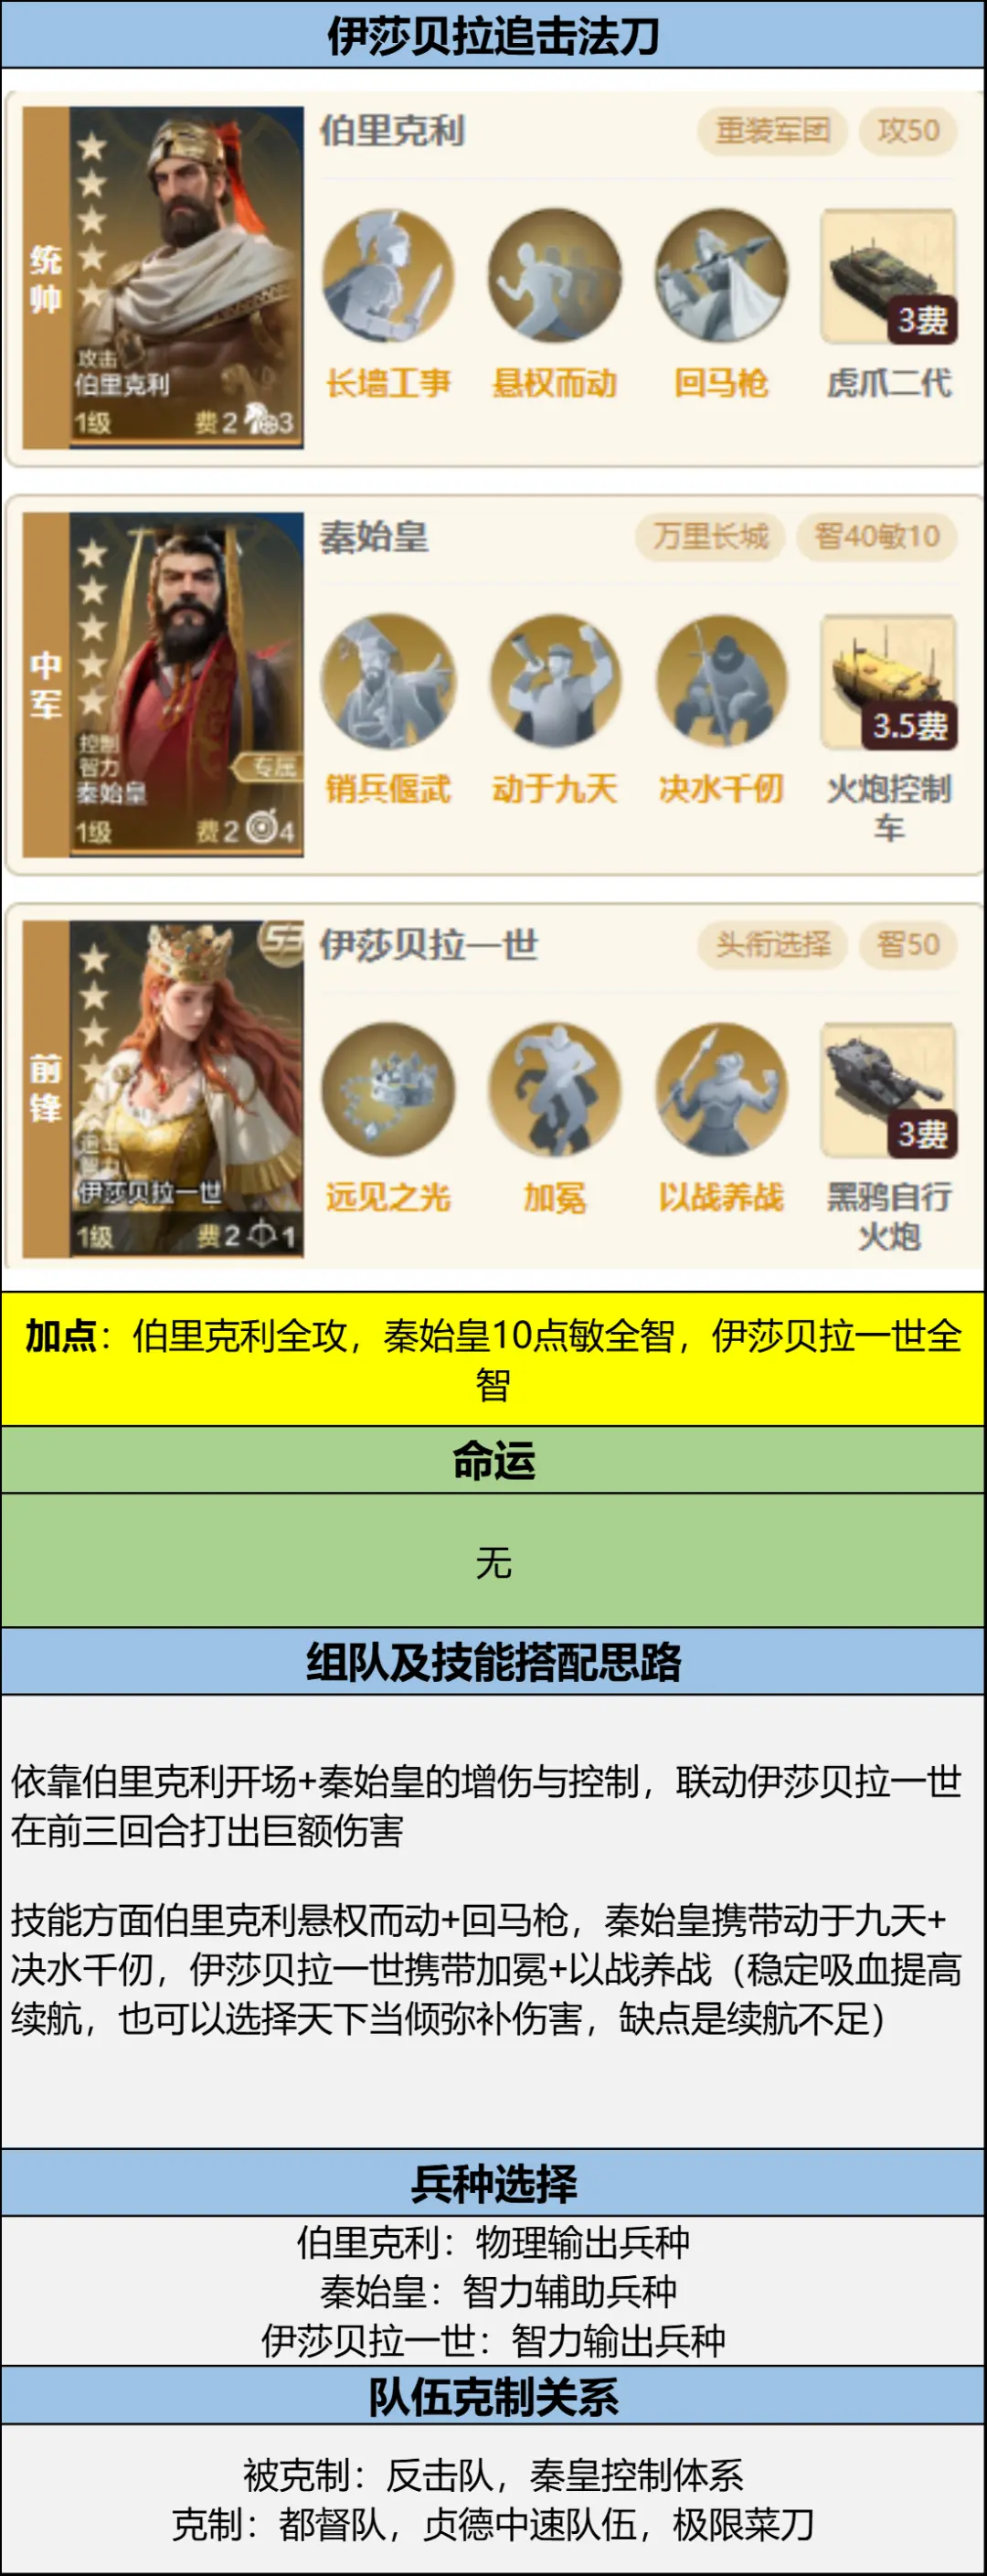 伊莎贝拉追击法刀
统帅
攻击
伯里克利
1级 费2 3
伯里克利 重装军团 攻50
长墙工事 悬权而动 回马枪 虎爪二代
3费
中军
控制
智力
秦始皇
专属
1级 费2 4
秦始皇 万里长城 智40敏10
销兵偃武 动于九天 决水千仞 火炮控制
车
3.5费
前锋
伊莎贝拉一世
1级 费2 1
伊莎贝拉一世 头衔选择 智50
远见之光 加冕 以战养战 黑鸦自行
火炮
3费
加点：伯里克利全攻，秦始皇10点敏全智，伊莎贝拉一世全
智
命运
无
组队及技能搭配思路
依靠伯里克利开场+秦始皇的增伤与控制，联动伊莎贝拉一世
在前三回合打出巨额伤害
技能方面伯里克利悬权而动+回马枪，秦始皇携带动于九天+
决水千仞，伊莎贝拉一世携带加冕+以战养战（稳定吸血提高
续航，也可以选择天下当倾弥补伤害，缺点是续航不足）
兵种选择
伯里克利：物理输出兵种
秦始皇：智力辅助兵种
伊莎贝拉一世：智力输出兵种
队伍克制关系
被克制：反击队，秦皇控制体系
克制：都督队，贞德中速队伍，极限菜刀